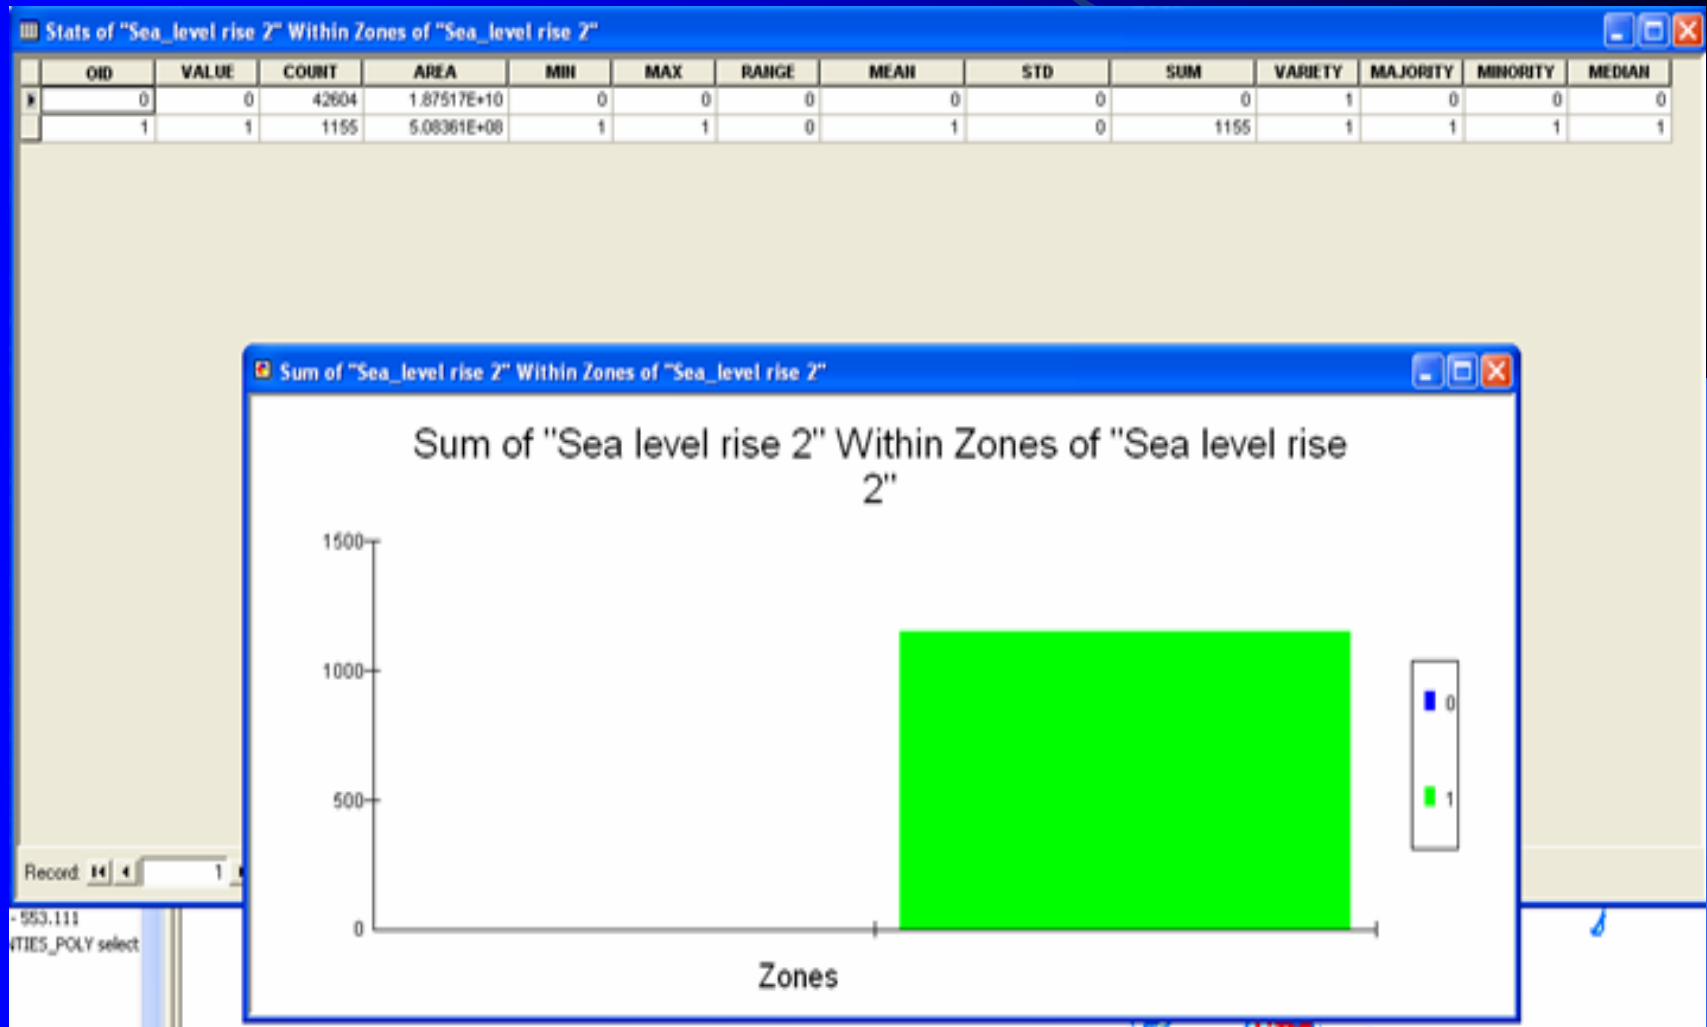 Stats of "Sea_level rise 2" Within Zones of "Sea_level rise 2"
OID VALUE COUNT AREA MIN MAX RANGE MEAN STD SUM VARIETY MAJORITY MINORITY MEDIAN
0 0 42604 1.87517E+10 0 0 0 0 0 0 1 0 0 0
1 1 1155 5.08361E+08 1 1 0 1 0 1155 1 1 1 1
Sum of "Sea_level rise 2" Within Zones of "Sea_level rise 2"
Sum of "Sea level rise 2" Within Zones of "Sea level rise
2"
1500
1000
500
0
Zones
0
1
Record: 1
- 553.111
NTIES_POLY select